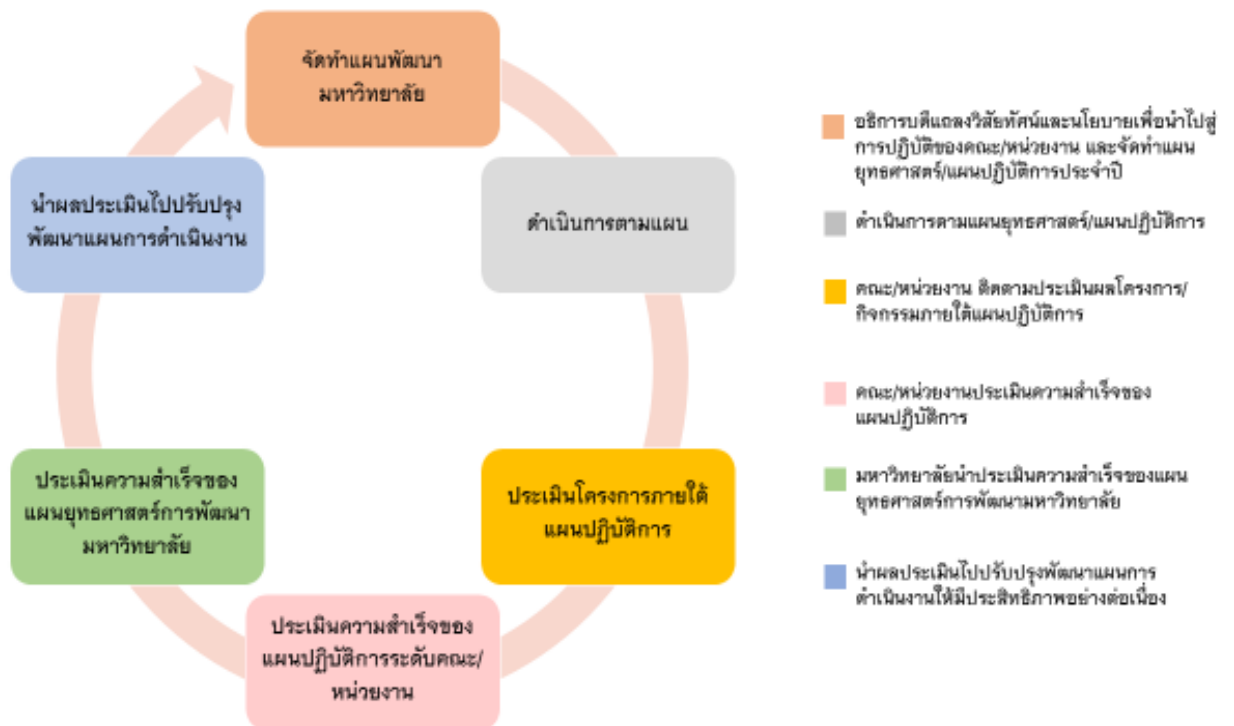 จัดทำแผนพัฒนา
มหาวิทยาลัย
ดำเนินการตามแผน
ประเมินโครงการภายใต้
แผนปฏิบัติการ
ประเมินความสำเร็จของ
แผนปฏิบัติการระดับคณะ/
หน่วยงาน
ประเมินความสำเร็จของ
แผนยุทธศาสตร์การพัฒนา
มหาวิทยาลัย
นำผลประเมินไปปรับปรุง
พัฒนาแผนการดำเนินงาน
อธิการบดีแถลงวิสัยทัศน์และนโยบายเพื่อนำไปสู่
การปฏิบัติของคณะ/หน่วยงาน และจัดทำแผน
ยุทธศาสตร์/แผนปฏิบัติการประจำปี
ดำเนินการตามแผนยุทธศาสตร์/แผนปฏิบัติการ
คณะ/หน่วยงาน ติดตามประเมินผลโครงการ/
กิจกรรมภายใต้แผนปฏิบัติการ
คณะ/หน่วยงานประเมินความสำเร็จของ
แผนปฏิบัติการ
มหาวิทยาลัยนำประเมินความสำเร็จของแผน
ยุทธศาสตร์การพัฒนามหาวิทยาลัย
นำผลประเมินไปปรับปรุงพัฒนาแผนการ
ดำเนินงานให้มีประสิทธิภาพอย่างต่อเนื่อง